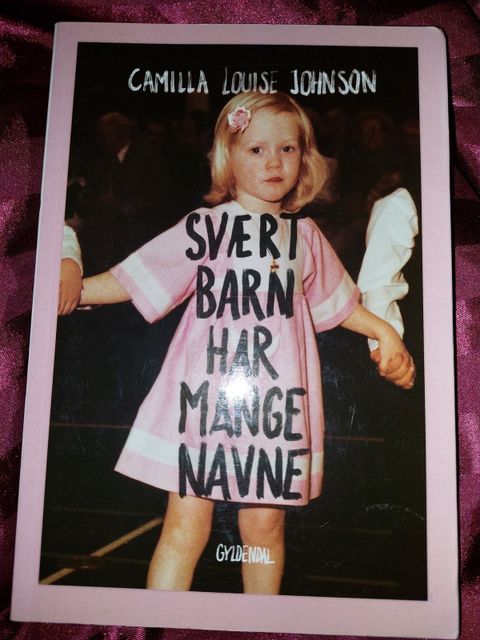 CAMILLA LOUISE JOHNSON
SVÆRT
BARN
HAR
MANGE
NAVNE
GYLDENDAL